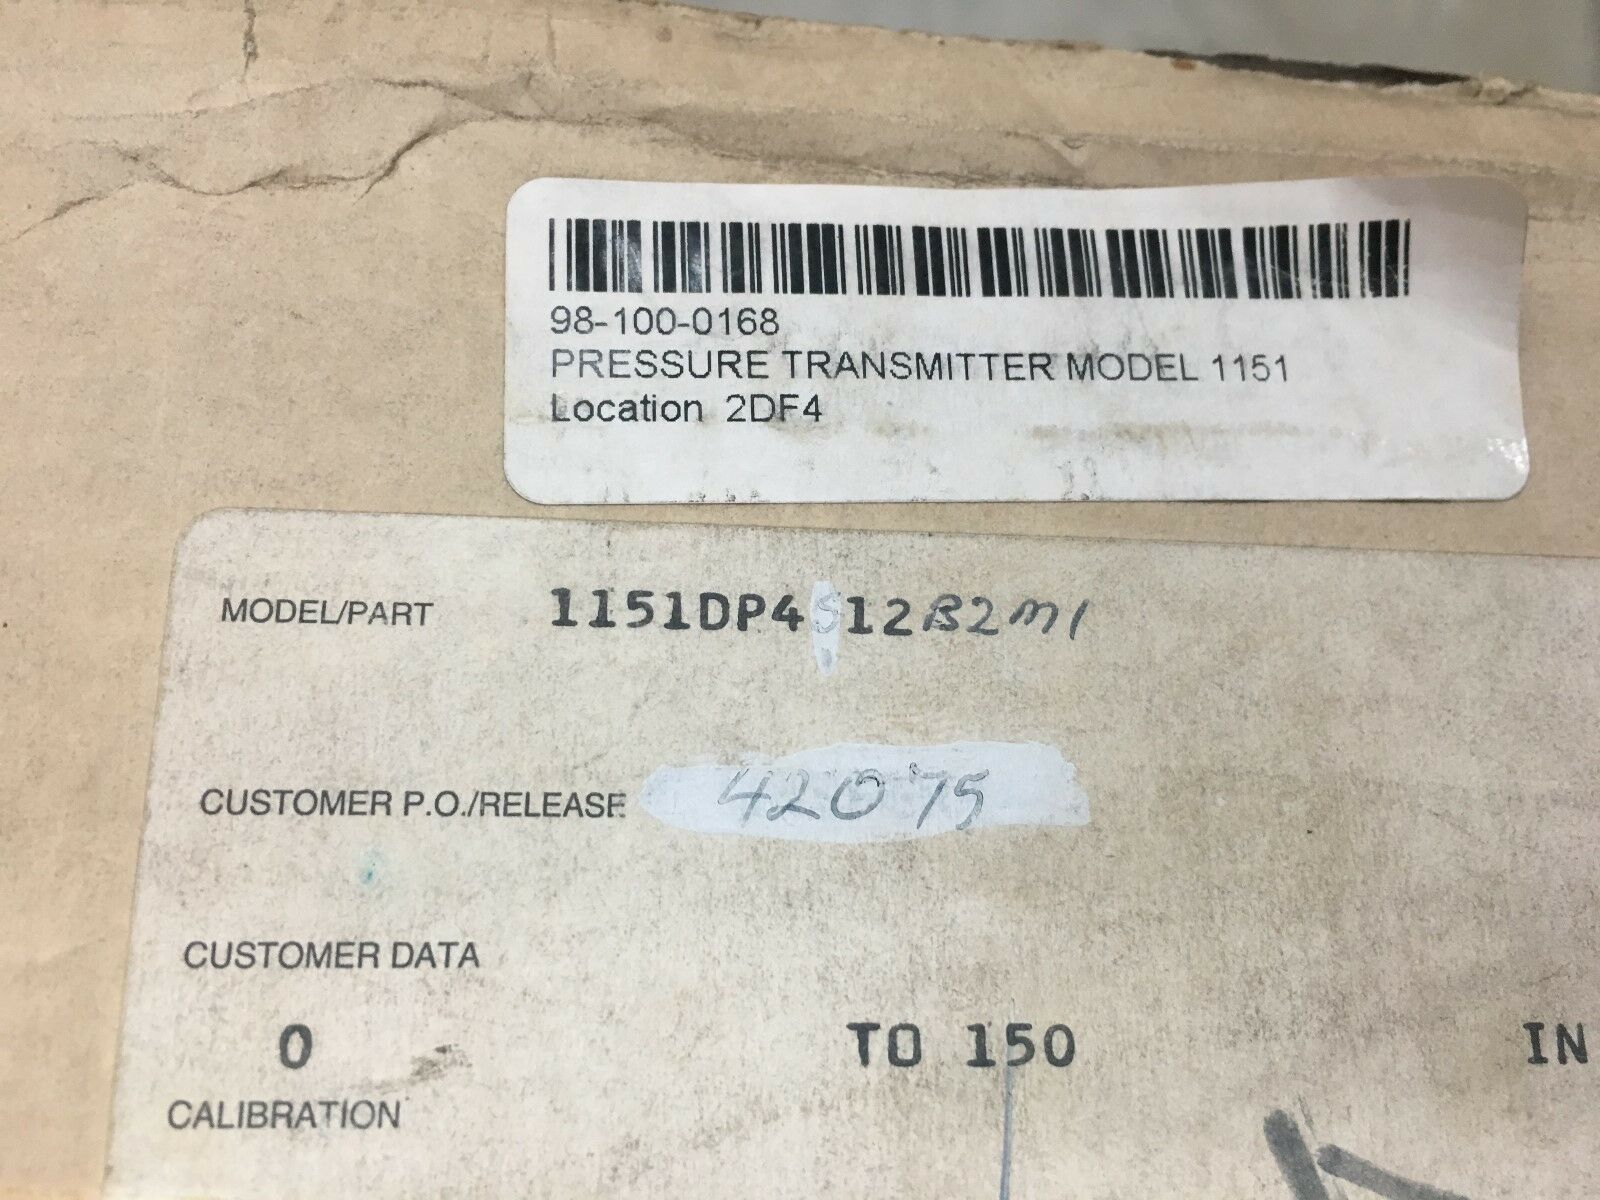 98-100-0168
PRESSURE TRANSMITTER MODEL 1151
Location 2DF4
MODEL/PART 1151DP4S12B2M1
CUSTOMER P.O./RELEASE 42075
CUSTOMER DATA
0 TO 150 IN
CALIBRATION